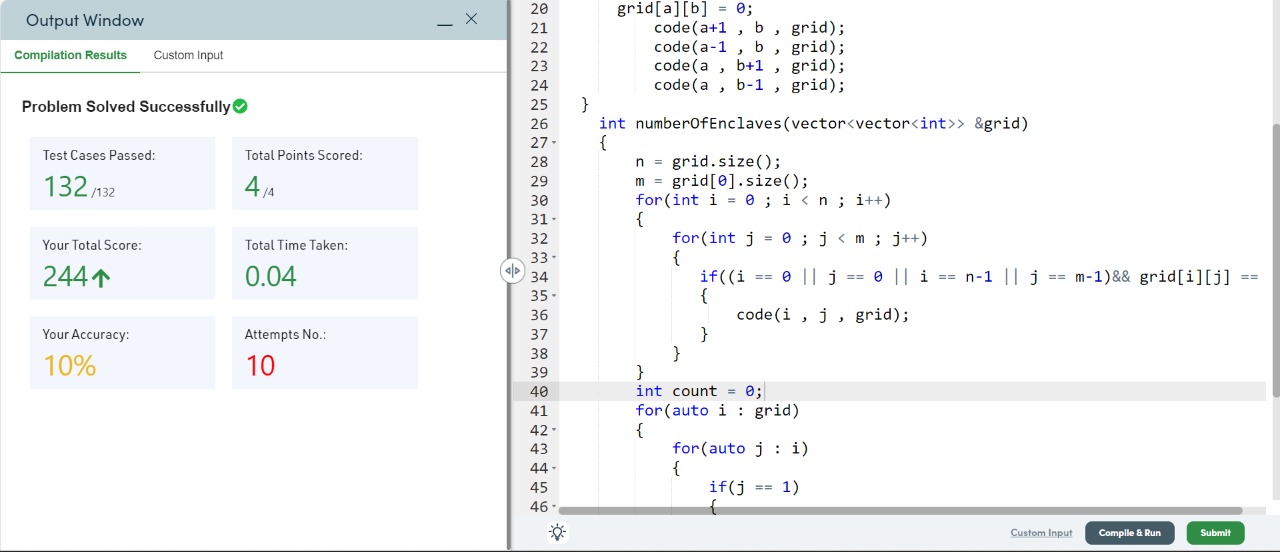 Output Window
Compilation Results
Custom Input
Problem Solved Successfully
Test Cases Passed:
132 /132
Total Points Scored:
4 /4
Your Total Score:
244
Total Time Taken:
0.04
Your Accuracy:
10%
Attempts No.:
10
20 grid[a][b] = 0;
21 code(a+1 , b , grid);
22 code(a-1 , b , grid);
23 code(a , b+1 , grid);
24 code(a , b-1 , grid);
25 }
26 int numberOfEnclaves(vector<vector<int>> &grid)
27 {
28 n = grid.size();
29 m = grid[0].size();
30 for(int i = 0 ; i < n ; i++)
31 {
32 for(int j = 0 ; j < m ; j++)
33 {
34 if((i == 0 || j == 0 || i == n-1 || j == m-1)&& grid[i][j] ==
35 {
36 code(i , j , grid);
37 }
38 }
39 }
40 int count = 0;
41 for(auto i : grid)
42 {
43 for(auto j : i)
44 {
45 if(j == 1)
46 {
Custom Input
Compile & Run
Submit